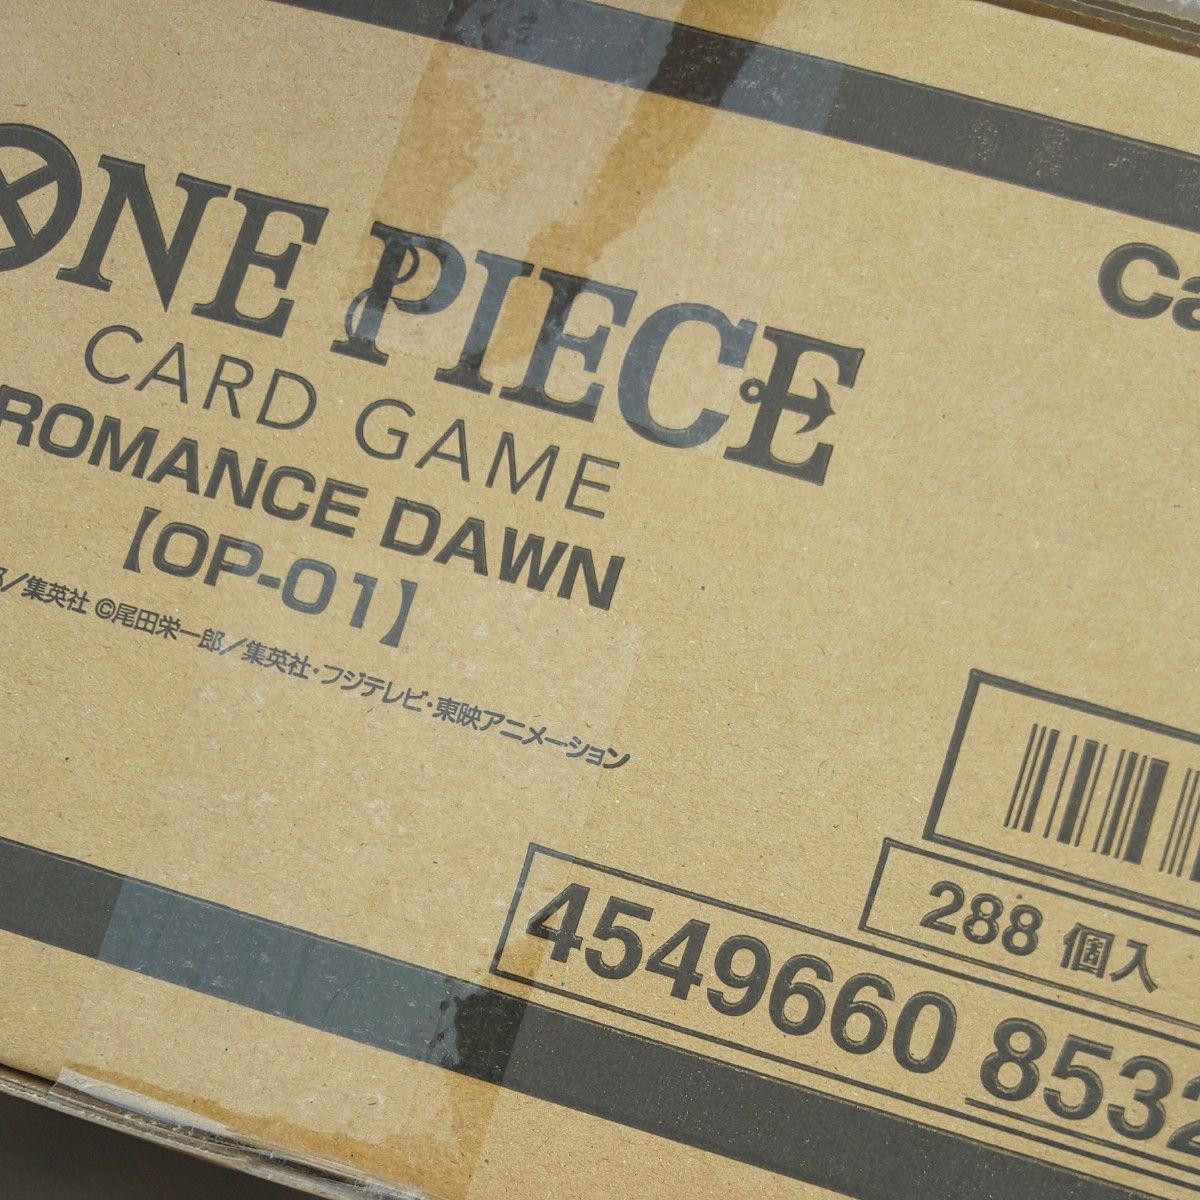 ONE PIECE
CARD GAME
ROMANCE DAWN
【OP-01】
／集英社 ©尾田栄一郎／集英社・フジテレビ・東映アニメーション
Ca
288 個入
4549660 8532